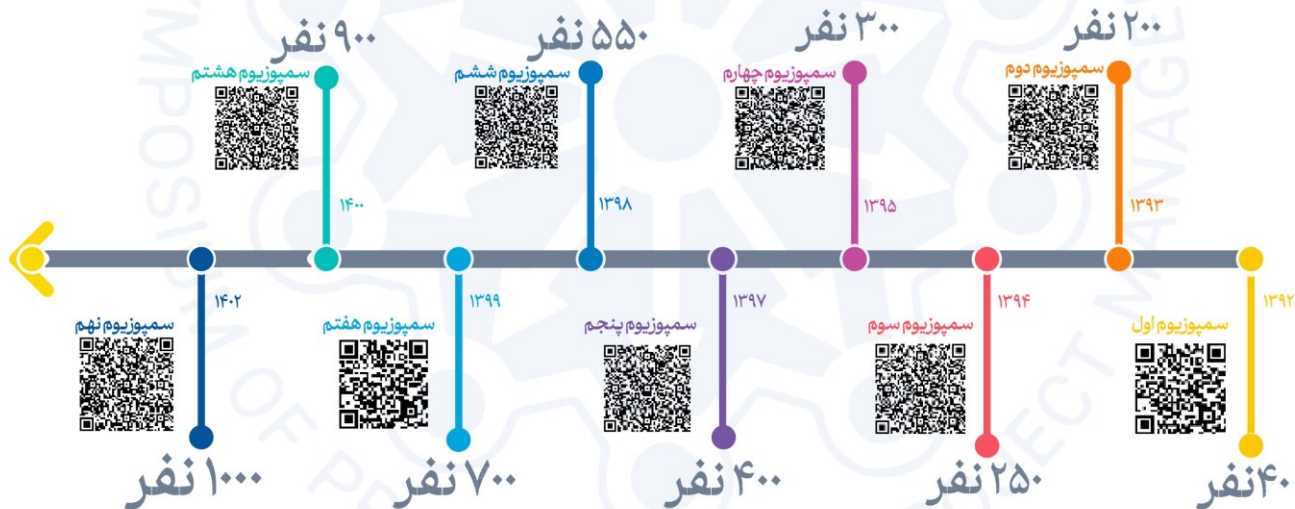 ۲۰۰ نفر
۳۰۰ نفر
۵۵۰ نفر
۹۰۰ نفر
سمپوزیوم دوم
سمپوزیوم چهارم
سمپوزیوم ششم
سمپوزیوم هشتم
۱۳۹۳
۱۳۹۵
۱۳۹۸
۱۴۰۰
۱۳۹۲
۱۳۹۴
۱۳۹۷
۱۳۹۹
۱۴۰۲
سمپوزیوم اول
سمپوزیوم سوم
سمپوزیوم پنجم
سمپوزیوم هفتم
سمپوزیوم نهم
۴۰ نفر
۲۵۰ نفر
۴۰۰ نفر
۷۰۰ نفر
۱۰۰۰ نفر